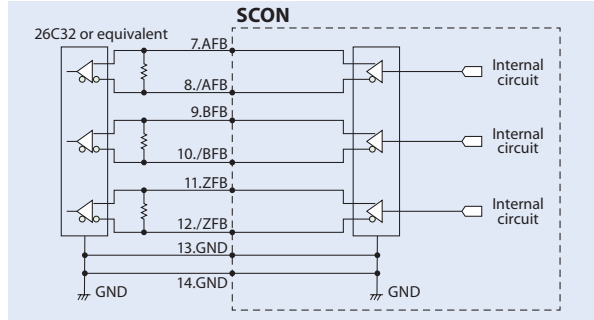 SCON
26C32 or equivalent
7.AFB
Internal
circuit
8./AFB
9.BFB
Internal
circuit
10./BFB
11.ZFB
Internal
circuit
12./ZFB
13.GND
14.GND
GND
GND